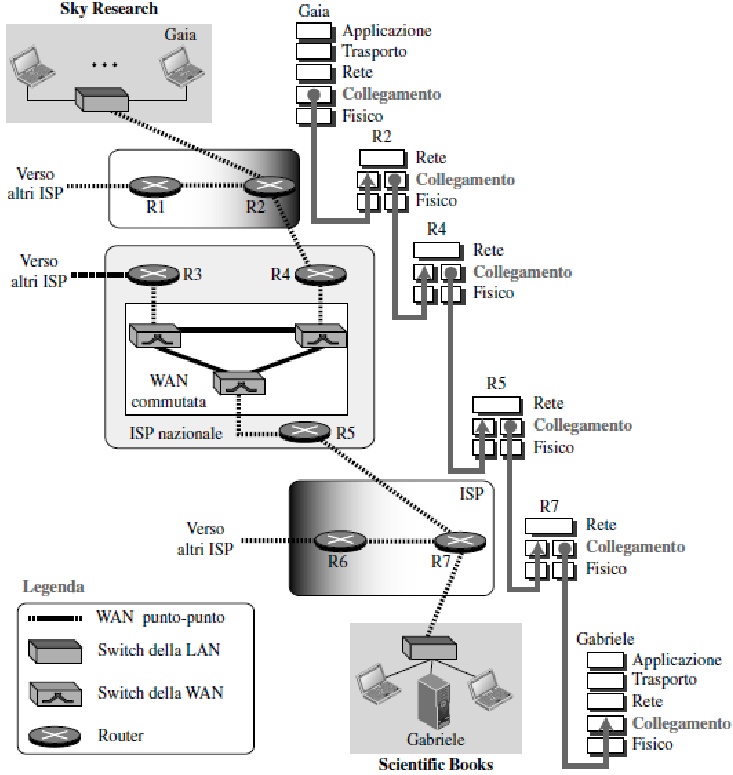 Sky Research
Gaia
Verso
altri ISP
R1
R2
Verso
altri ISP
R3
R4
WAN
commutata
ISP nazionale
R5
ISP
Verso
altri ISP
R6
R7
Legenda
WAN punto-punto
Switch della LAN
Switch della WAN
Router
Gabriele
Scientific Books
Gaia
Applicazione
Trasporto
Rete
Collegamento
Fisico
R2
Rete
Collegamento
Fisico
R4
Rete
Collegamento
Fisico
R5
Rete
Collegamento
Fisico
R7
Rete
Collegamento
Fisico
Gabriele
Applicazione
Trasporto
Rete
Collegamento
Fisico